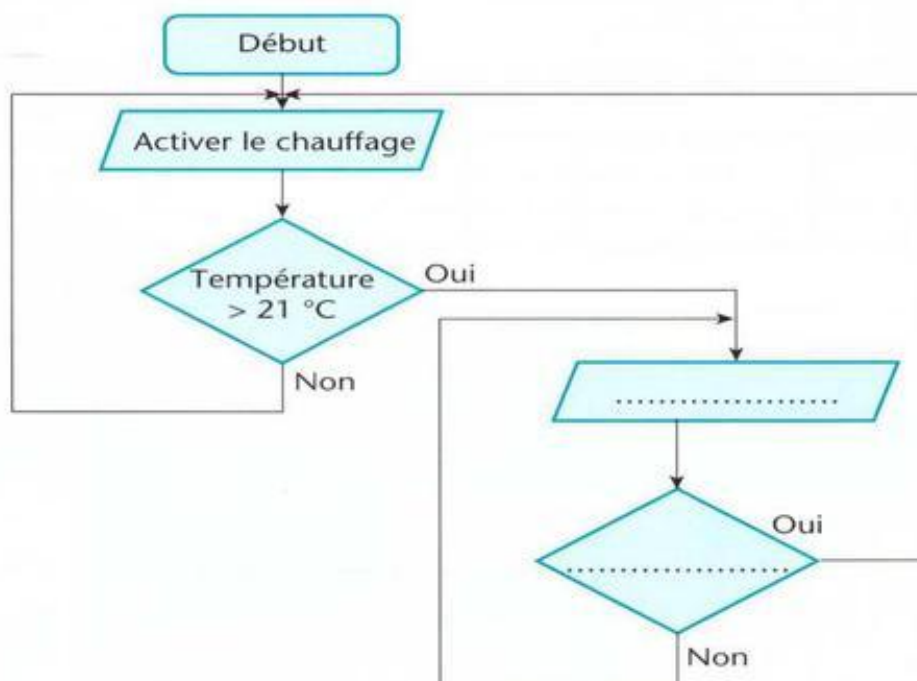 Début
Activer le chauffage
Température
> 21 °C
Oui
Non
.....................
Oui
.....................
Non